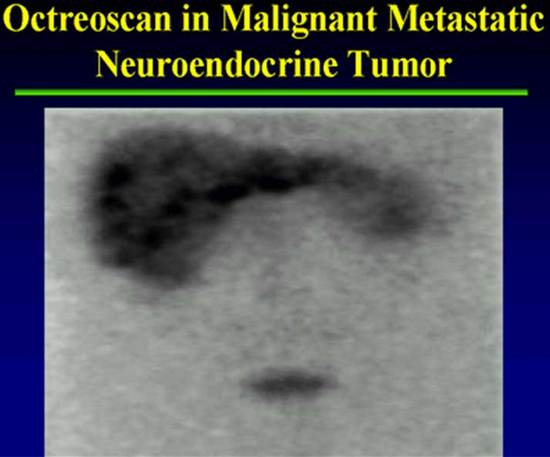 Octreoscan in Malignant Metastatic
Neuroendocrine Tumor